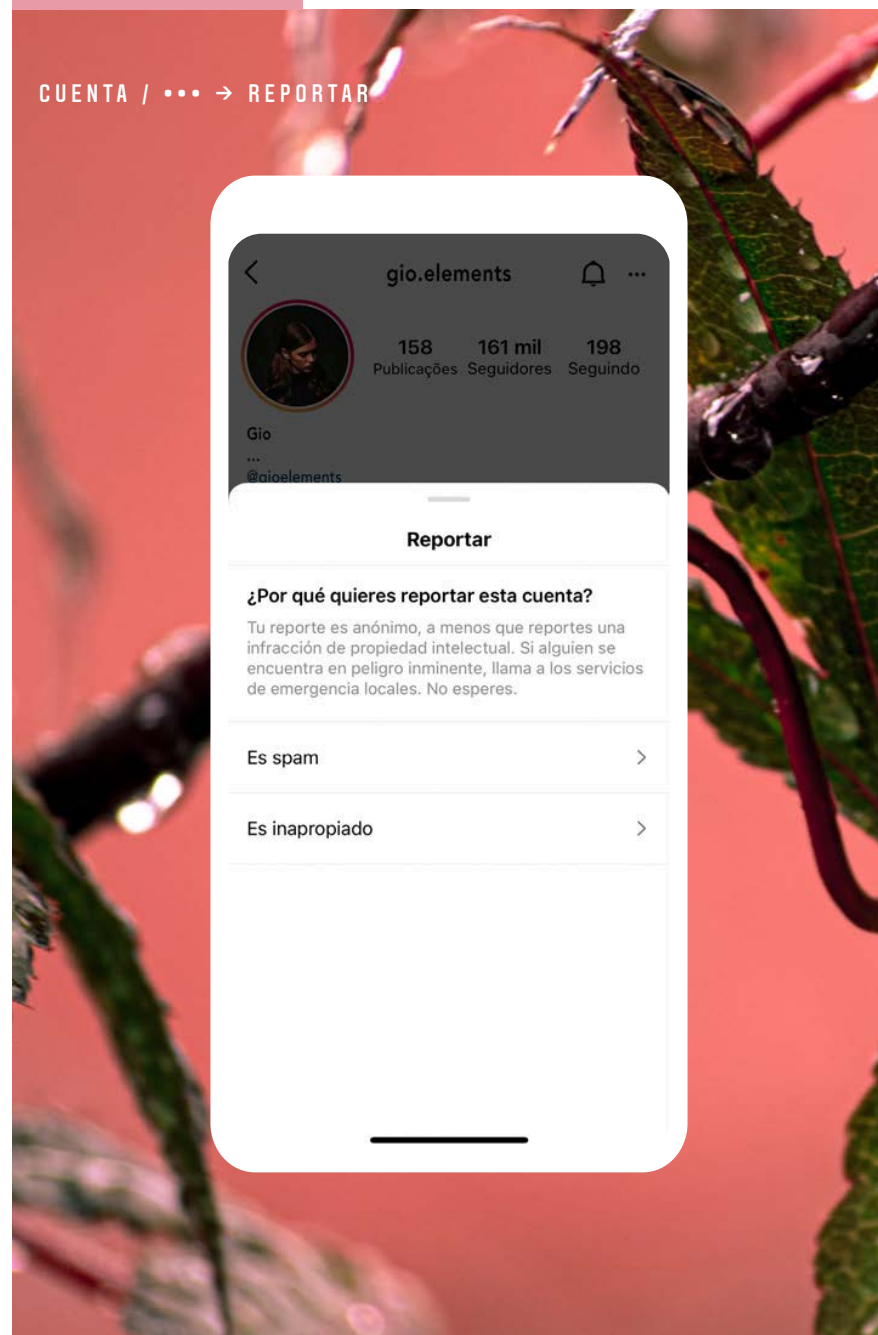 CUENTA / ••• → REPORTAR
gio.elements
158 161 mil 198
Publicações Seguidores Seguindo
Gio
...
@gioelements
Reportar
¿Por qué quieres reportar esta cuenta?
Tu reporte es anónimo, a menos que reportes una
infracción de propiedad intelectual. Si alguien se
encuentra en peligro inminente, llama a los servicios
de emergencia locales. No esperes.
Es spam
Es inapropiado